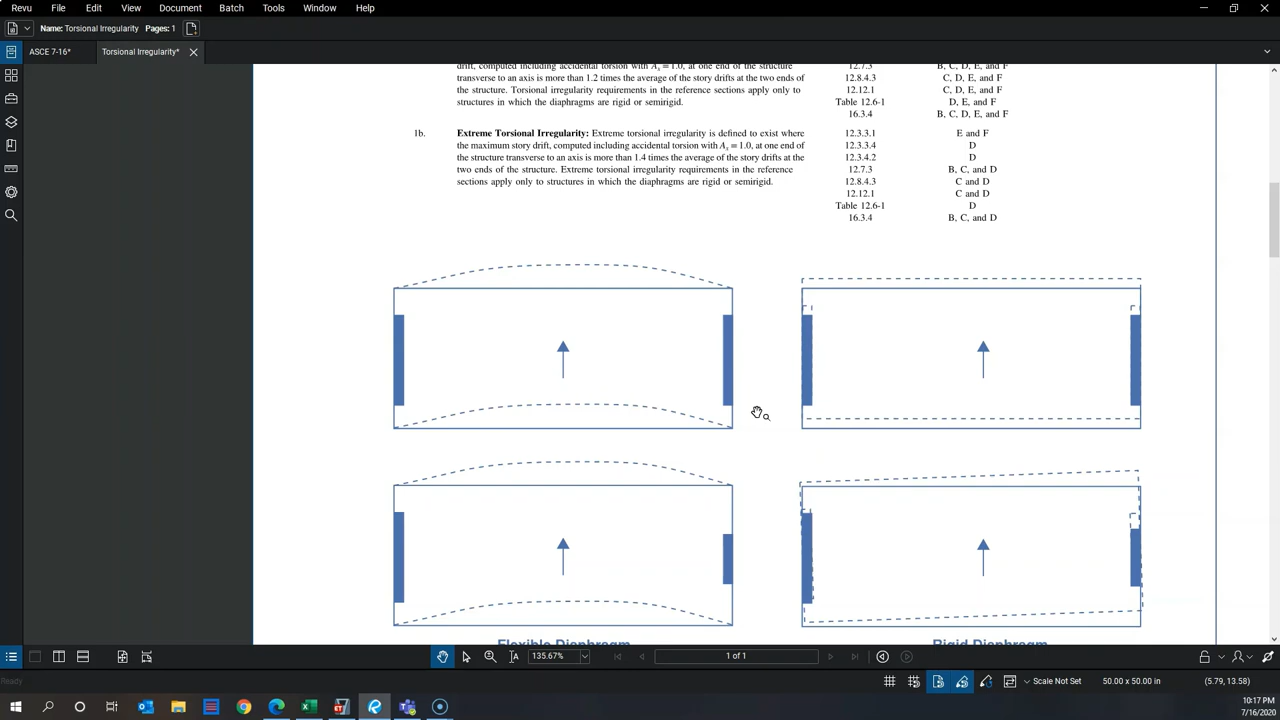 Revu File Edit View Document Batch Tools Window Help
Name: Torsional Irregularity Pages: 1
ASCE 7-16* Torsional Irregularity*
drift, computed including accidental torsion with Aₓ = 1.0, at one end of the structure 12.7.3 B, C, D, E, and F
transverse to an axis is more than 1.2 times the average of the story drifts at the two ends of 12.8.4.3 C, D, E, and F
the structure. Torsional irregularity requirements in the reference sections apply only to 12.12.1 C, D, E, and F
structures in which the diaphragms are rigid or semirigid. Table 12.6-1 D, E, and F
16.3.4 B, C, D, E, and F
1b. Extreme Torsional Irregularity: Extreme torsional irregularity is defined to exist where 12.3.3.1 E and F
the maximum story drift, computed including accidental torsion with Aₓ = 1.0, at one end of 12.3.3.4 D
the structure transverse to an axis is more than 1.4 times the average of the story drifts at the 12.3.4.2 D
two ends of the structure. Extreme torsional irregularity requirements in the reference 12.7.3 B, C, and D
sections apply only to structures in which the diaphragms are rigid or semirigid. 12.8.4.3 C and D
12.12.1 C and D
Table 12.6-1 D
16.3.4 B, C, and D
Flexible Diaphragm Rigid Diaphragm
135.67% 1 of 1
Ready Scale Not Set 50.00 x 50.00 in (5.79, 13.58)
10:17 PM
7/16/2020